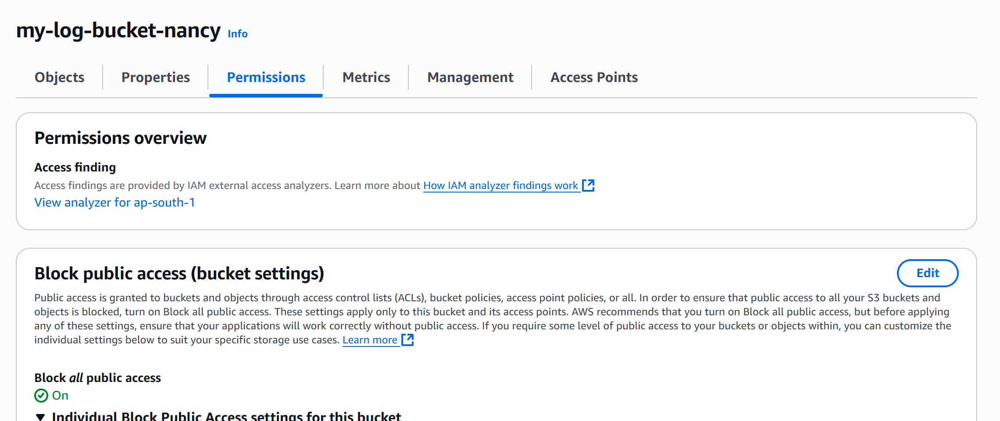 my-log-bucket-nancy Info
Objects Properties Permissions Metrics Management Access Points
Permissions overview
Access finding
Access findings are provided by IAM external access analyzers. Learn more about How IAM analyzer findings work
View analyzer for ap-south-1
Block public access (bucket settings)
Edit
Public access is granted to buckets and objects through access control lists (ACLs), bucket policies, access point policies, or all. In order to ensure that public access to all your S3 buckets and
objects is blocked, turn on Block all public access. These settings apply only to this bucket and its access points. AWS recommends that you turn on Block all public access, but before applying
any of these settings, ensure that your applications will work correctly without public access. If you require some level of public access to your buckets or objects within, you can customize the
individual settings below to suit your specific storage use cases. Learn more
Block all public access
On
Individual Block Public Access settings for this bucket